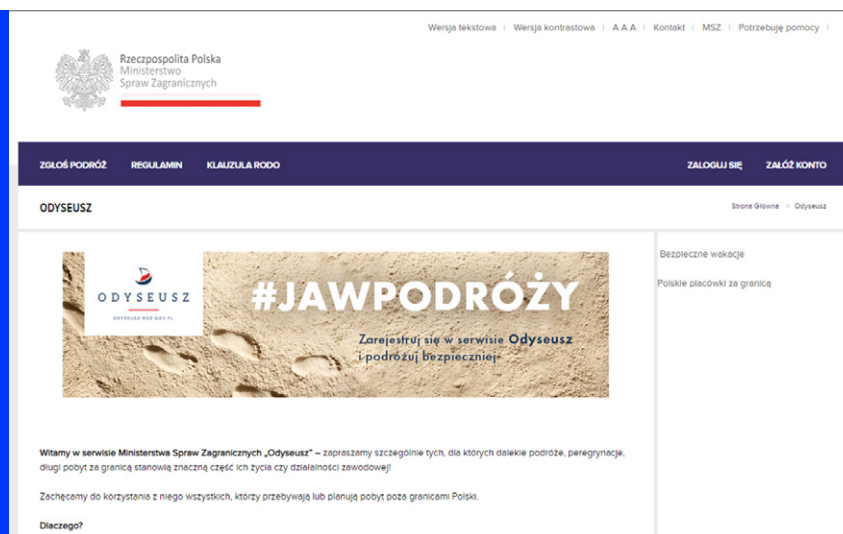 Wersja tekstowa | Wersja kontrastowa | A A A | Kontakt | MSZ | Potrzebuję pomocy |
Rzeczpospolita Polska
Ministerstwo
Spraw Zagranicznych
ZGŁOŚ PODRÓŻ REGULAMIN KLAUZULA RODO ZALOGUJ SIĘ ZAŁÓŻ KONTO
ODYSEUSZ Strona Główna > Odyseusz
ODYSEUSZ
ODYSEUSZ.MSZ.GOV.PL
#JAWPODRÓŻY
Zarejestruj się w serwisie Odyseusz
i podróżuj bezpieczniej
Bezpieczne wakacje
Polskie placówki za granicą
Witamy w serwisie Ministerstwa Spraw Zagranicznych „Odyseusz” – zapraszamy szczególnie tych, dla których dalekie podróże, peregrynacje,
długi pobyt za granicą stanowią znaczną część ich życia czy działalności zawodowej!
Zachęcamy do korzystania z niego wszystkich, którzy przebywają lub planują pobyt poza granicami Polski.
Dlaczego?